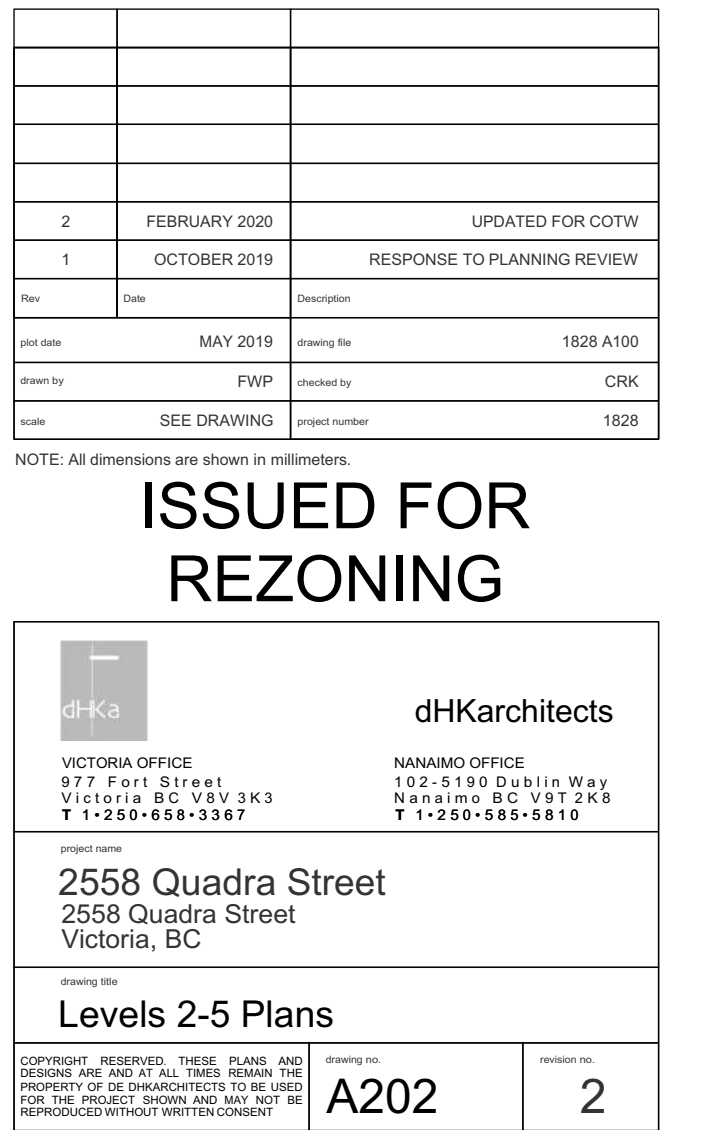 2 FEBRUARY 2020 UPDATED FOR COTW
1 OCTOBER 2019 RESPONSE TO PLANNING REVIEW
Rev Date Description
plot date MAY 2019 drawing file 1828 A100
drawn by FWP checked by CRK
scale SEE DRAWING project number 1828
NOTE: All dimensions are shown in millimeters.
ISSUED FOR
REZONING
dHKa
dHKarchitects
VICTORIA OFFICE
977 Fort Street
Victoria BC V8V 3K3
T 1•250•658•3367
NANAIMO OFFICE
102-5190 Dublin Way
Nanaimo BC V9T 2K8
T 1•250•585•5810
project name
2558 Quadra Street
2558 Quadra Street
Victoria, BC
drawing title
Levels 2-5 Plans
COPYRIGHT RESERVED. THESE PLANS AND
DESIGNS ARE AND AT ALL TIMES REMAIN THE
PROPERTY OF DE DHKARCHITECTS TO BE USED
FOR THE PROJECT SHOWN AND MAY NOT BE
REPRODUCED WITHOUT WRITTEN CONSENT
drawing no.
A202
revision no.
2